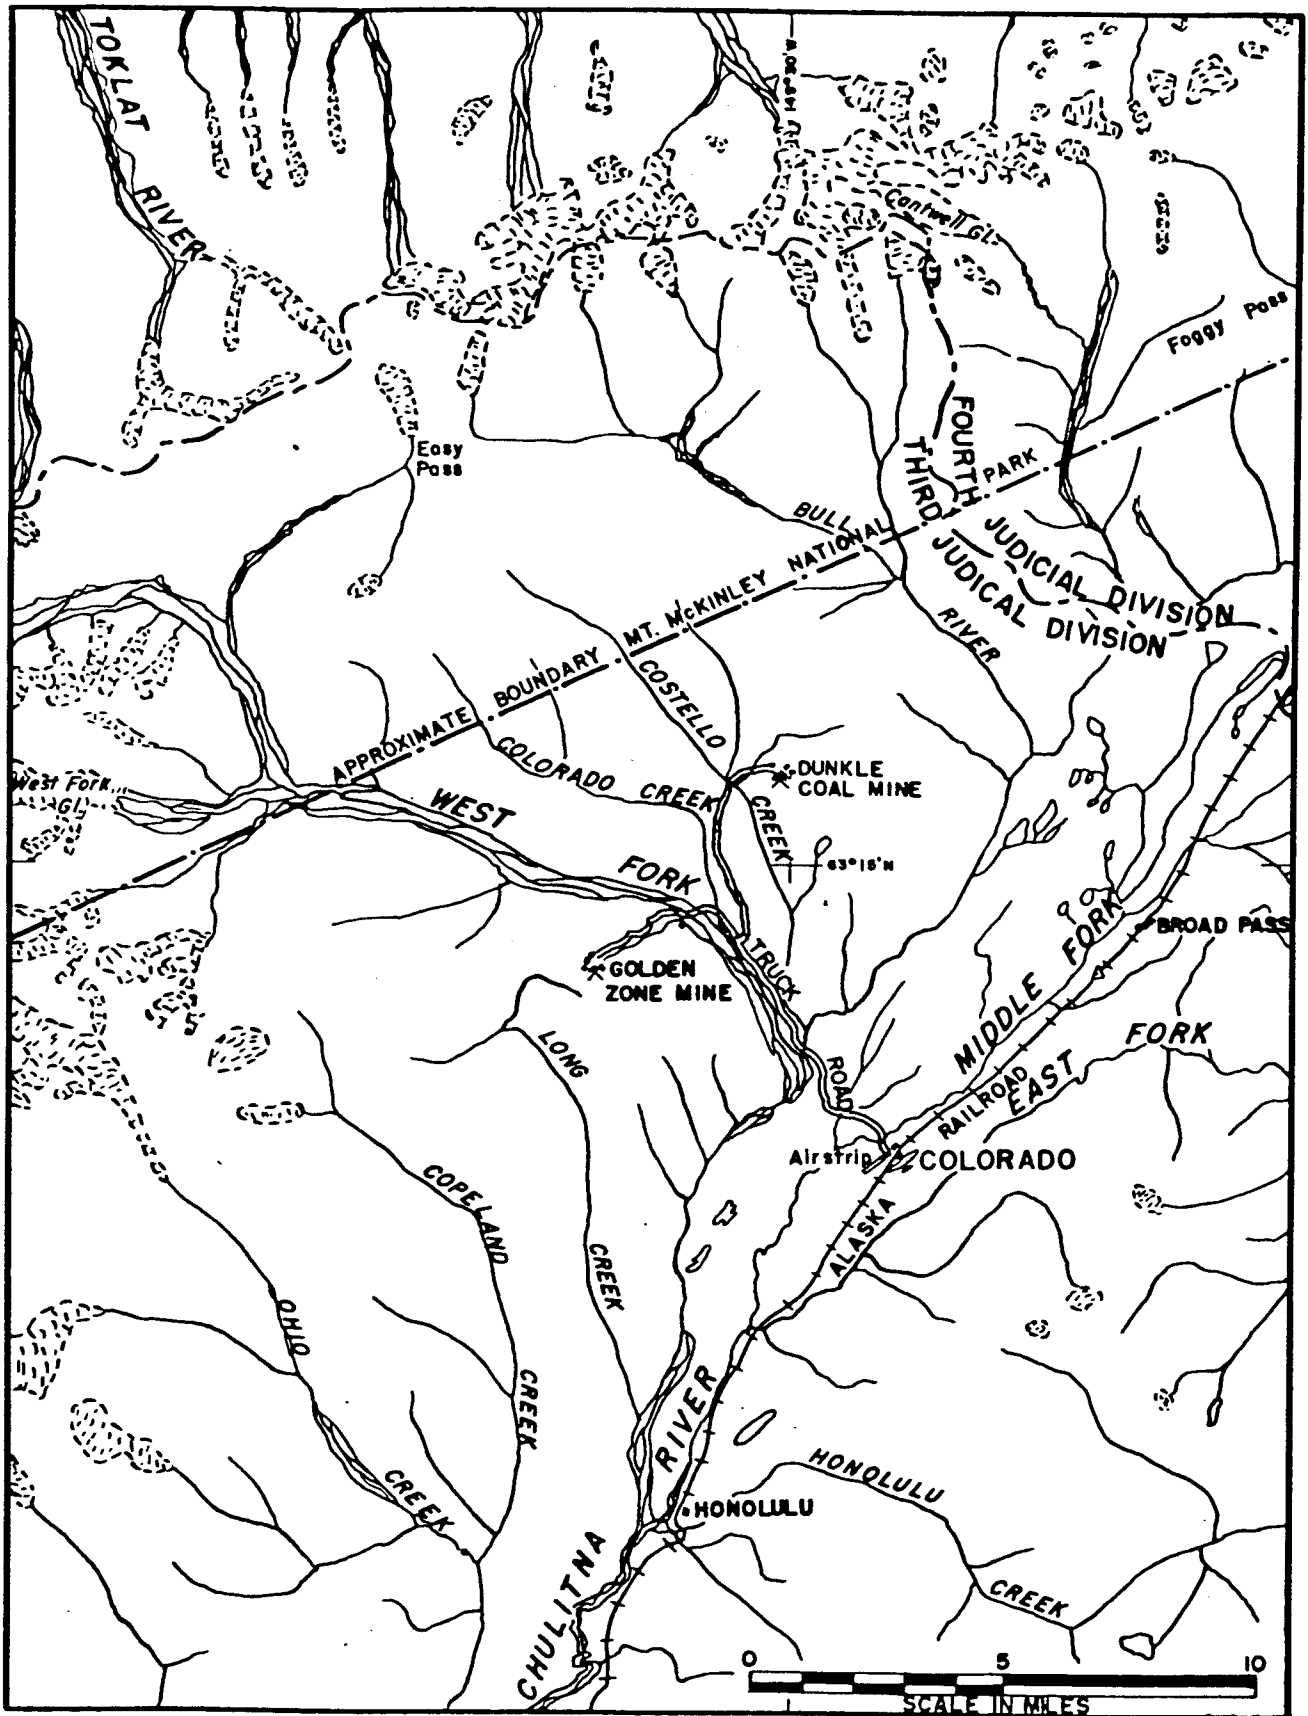 TOKLAT
RIVER
149°30'W
Cantwell Gl.
Foggy Pass
Easy
Pass
FOURTH
THIRD
JUDICIAL DIVISION
JUDICAL DIVISION
BULL
RIVER
APPROXIMATE BOUNDARY MT. McKINLEY NATIONAL PARK
COSTELLO
CREEK
COLORADO CREEK
DUNKLE
COAL MINE
West Fork
Gl.
WEST
FORK
63°15'N
GOLDEN
ZONE MINE
TRUCK
ROAD
MIDDLE FORK
BROAD PASS
EAST FORK
ALASKA RAILROAD
Airstrip
COLORADO
LONG
CREEK
COPELAND
CREEK
OHIO
CREEK
CHULITNA RIVER
HONOLULU
HONOLULU
CREEK
0 5 10
SCALE IN MILES